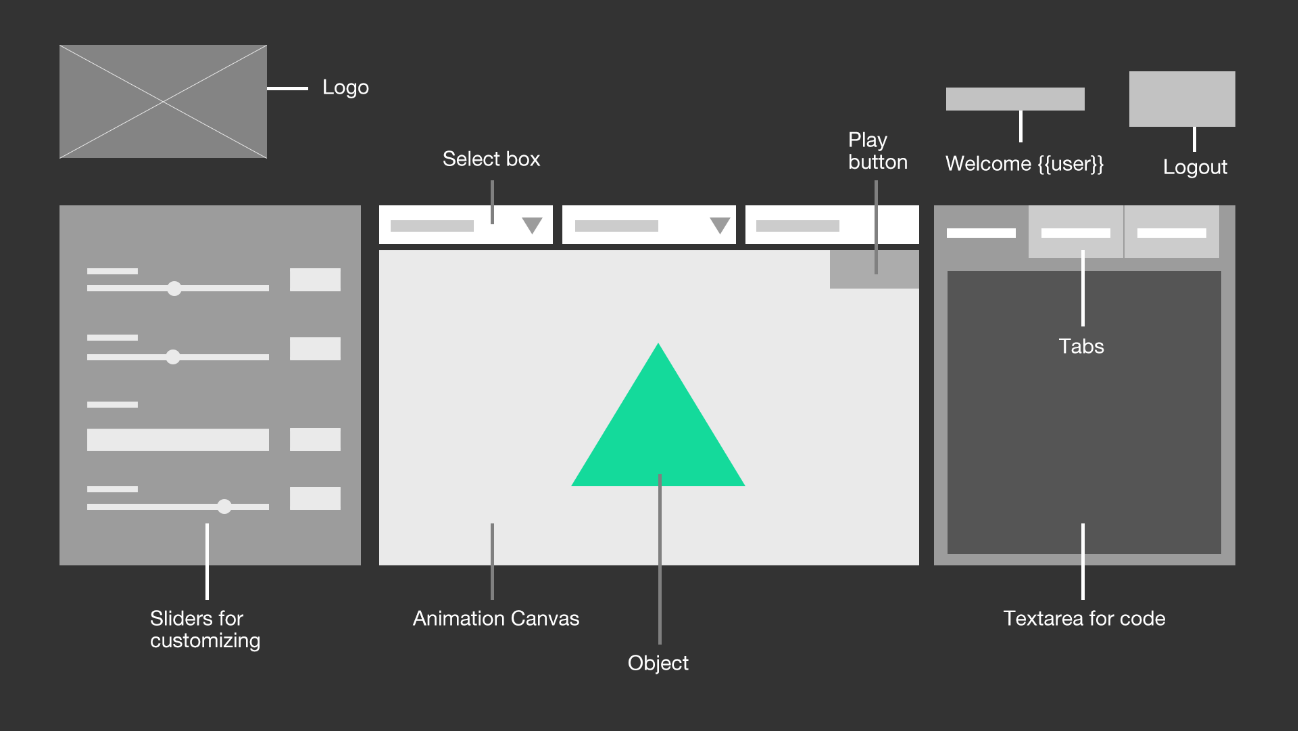 Logo
Play
button
Select box
Welcome {{user}}
Logout
Tabs
Sliders for
customizing
Animation Canvas
Textarea for code
Object